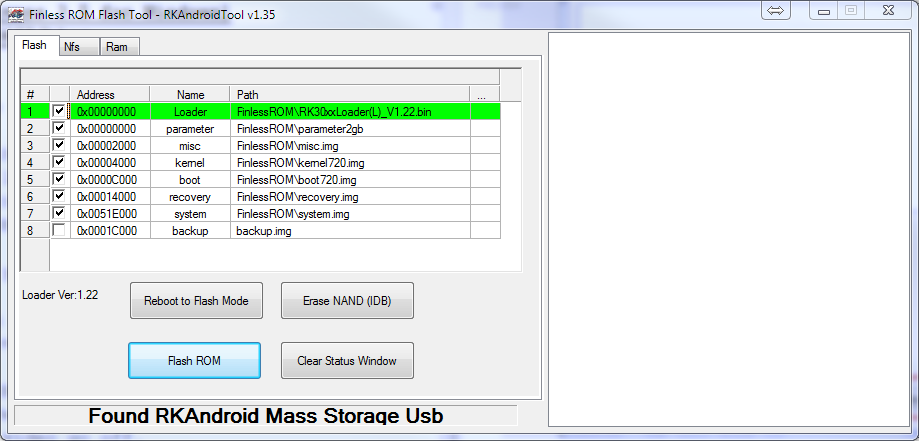 Finless ROM Flash Tool - RKAndroidTool v1.35
Flash Nfs Ram
# Address Name Path ...
1 0x00000000 Loader FinlessROM\RK30xxLoader(L)_V1.22.bin
2 0x00000000 parameter FinlessROM\parameter2gb
3 0x00002000 misc FinlessROM\misc.img
4 0x00004000 kernel FinlessROM\kernel720.img
5 0x0000C000 boot FinlessROM\boot720.img
6 0x00014000 recovery FinlessROM\recovery.img
7 0x0051E000 system FinlessROM\system.img
8 0x0001C000 backup backup.img
Loader Ver:1.22 Reboot to Flash Mode Erase NAND (IDB)
Flash ROM Clear Status Window
Found RKAndroid Mass Storage Usb